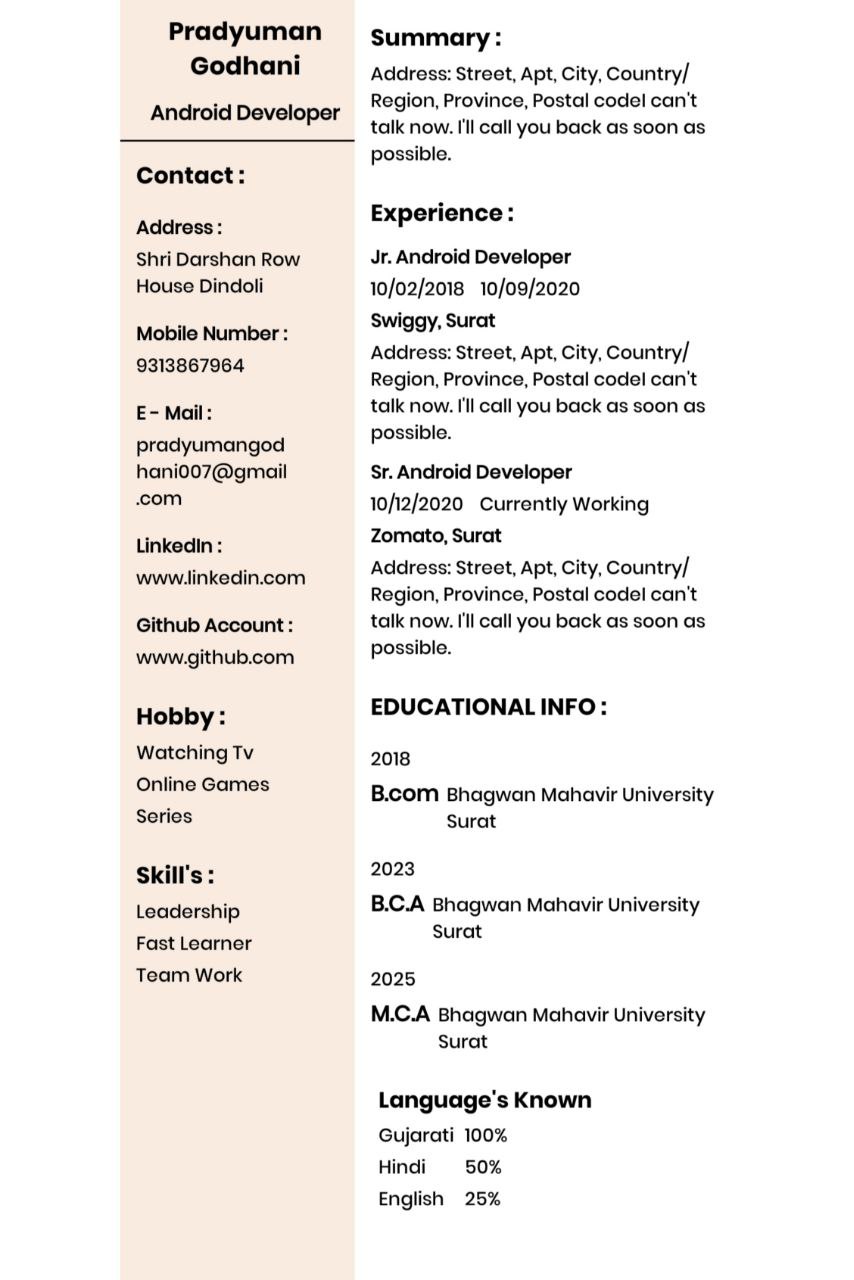 Pradyuman
Godhani
Android Developer
Contact :
Address :
Shri Darshan Row
House Dindoli
Mobile Number :
9313867964
E - Mail :
pradyumangod
hani007@gmail
.com
LinkedIn :
www.linkedin.com
Github Account :
www.github.com
Hobby :
Watching Tv
Online Games
Series
Skill's :
Leadership
Fast Learner
Team Work
Summary :
Address: Street, Apt, City, Country/
Region, Province, Postal codeI can't
talk now. I'll call you back as soon as
possible.
Experience :
Jr. Android Developer
10/02/2018 10/09/2020
Swiggy, Surat
Address: Street, Apt, City, Country/
Region, Province, Postal codeI can't
talk now. I'll call you back as soon as
possible.
Sr. Android Developer
10/12/2020 Currently Working
Zomato, Surat
Address: Street, Apt, City, Country/
Region, Province, Postal codeI can't
talk now. I'll call you back as soon as
possible.
EDUCATIONAL INFO :
2018
B.com Bhagwan Mahavir University
Surat
2023
B.C.A Bhagwan Mahavir University
Surat
2025
M.C.A Bhagwan Mahavir University
Surat
Language's Known
Gujarati 100%
Hindi 50%
English 25%